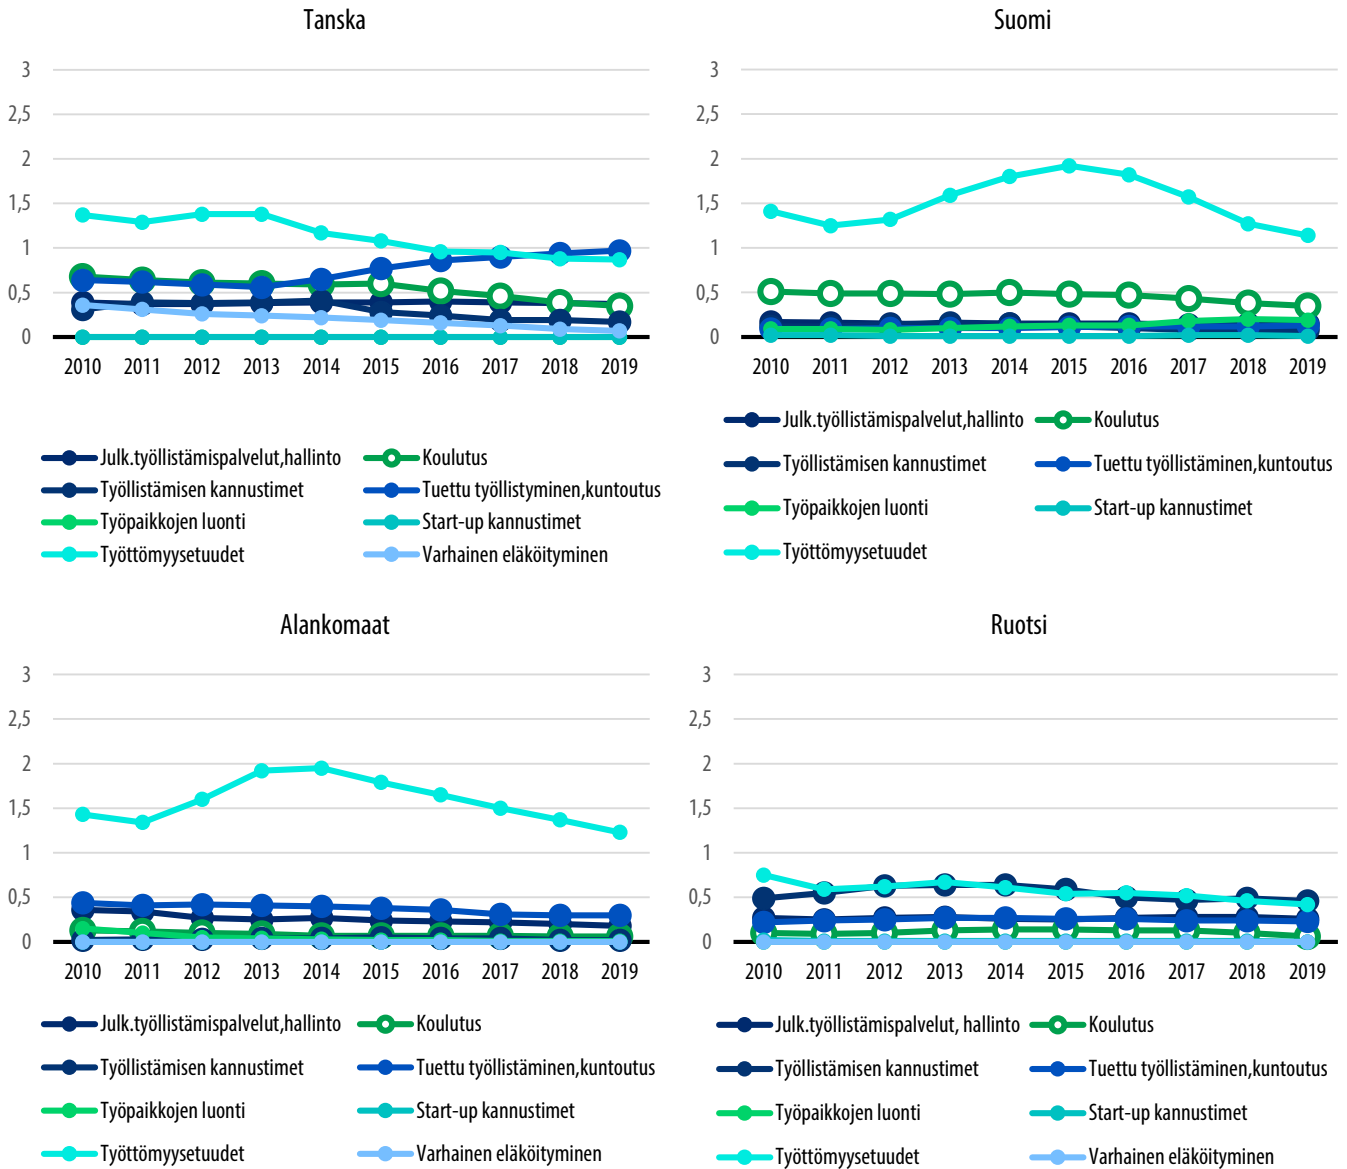 Tanska
3
2,5
2
1,5
1
0,5
0
2010 2011 2012 2013 2014 2015 2016 2017 2018 2019
Julk.työllistämispalvelut,hallinto Koulutus
Työllistämisen kannustimet Tuettu työllistyminen,kuntoutus
Työpaikkojen luonti Start-up kannustimet
Työttömyysetuudet Varhainen eläköityminen
Suomi
3
2,5
2
1,5
1
0,5
0
2010 2011 2012 2013 2014 2015 2016 2017 2018 2019
Julk.työllistämispalvelut,hallinto Koulutus
Työllistämisen kannustimet Tuettu työllistäminen,kuntoutus
Työpaikkojen luonti Start-up kannustimet
Työttömyysetuudet
Alankomaat
3
2,5
2
1,5
1
0,5
0
2010 2011 2012 2013 2014 2015 2016 2017 2018 2019
Julk.työllistämispalvelut,hallinto Koulutus
Työllistämisen kannustimet Tuettu työllistäminen,kuntoutus
Työpaikkojen luonti Start-up kannustimet
Työttömyysetuudet Varhainen eläköityminen
Ruotsi
3
2,5
2
1,5
1
0,5
0
2010 2011 2012 2013 2014 2015 2016 2017 2018 2019
Julk.työllistämispalvelut, hallinto Koulutus
Työllistämisen kannustimet Tuettu työllistäminen,kuntoutus
Työpaikkojen luonti Start-up kannustimet
Työttömyysetuudet Varhainen eläköityminen